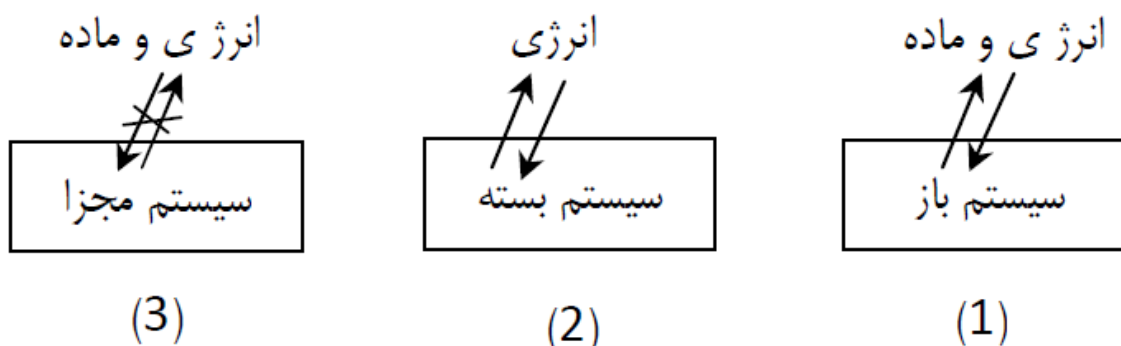 انرژ ی و ماده
انرژی
انرژ ی و ماده
سیستم باز
سیستم بسته
سیستم مجزا
(1)
(2)
(3)